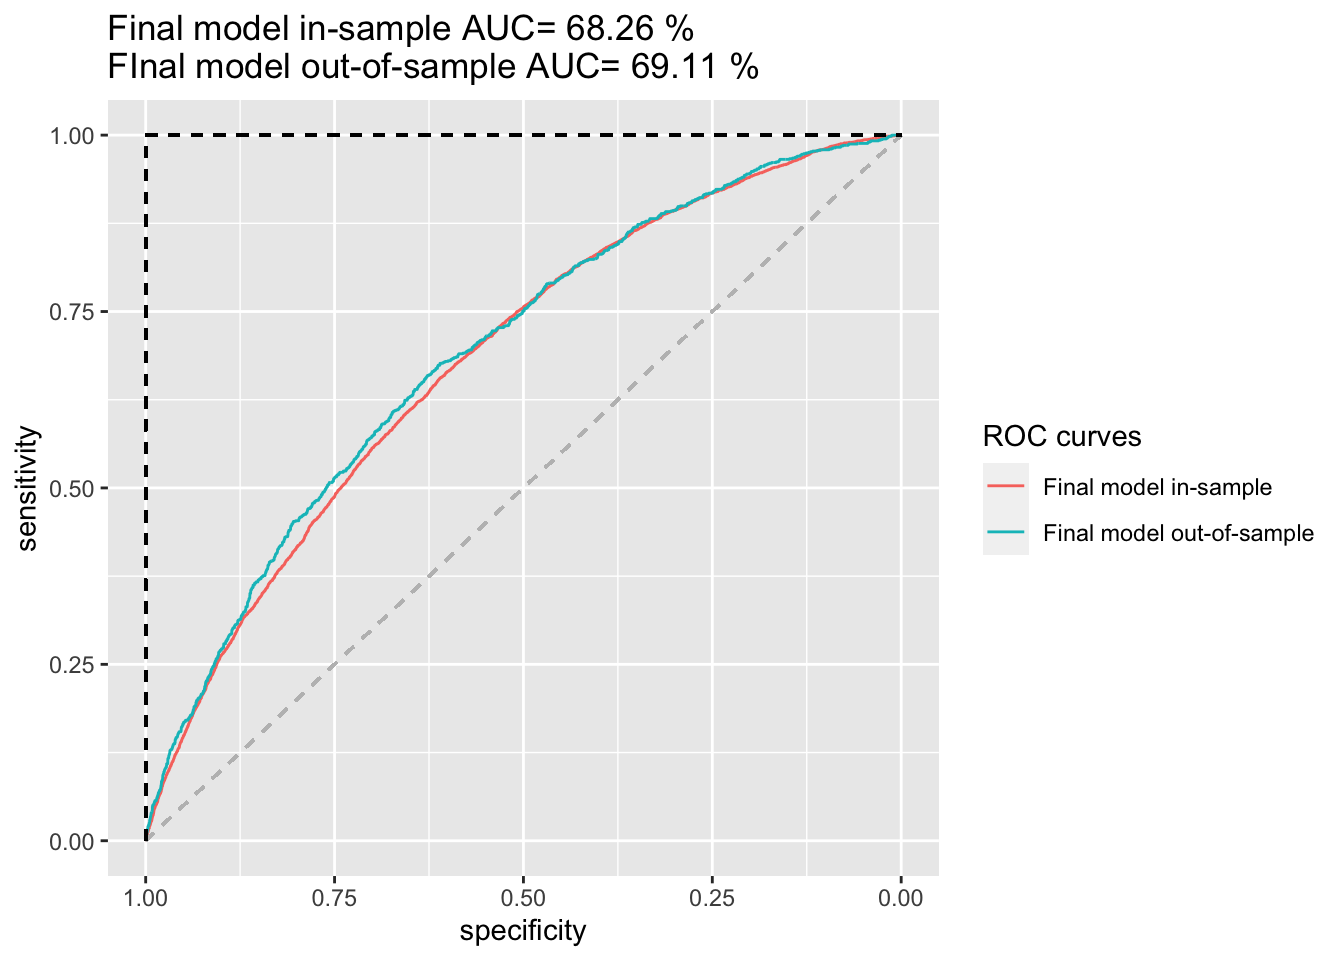 Final model in-sample AUC= 68.26 %
FInal model out-of-sample AUC= 69.11 %
1.00
0.75
0.50
0.25
0.00
sensitivity
1.00 0.75 0.50 0.25 0.00
specificity
ROC curves
Final model in-sample
Final model out-of-sample